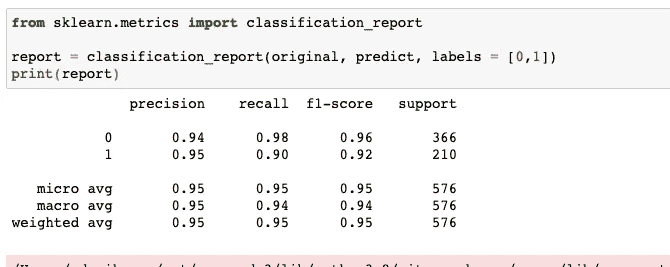 from sklearn.metrics import classification_report
report = classification_report(original, predict, labels = [0,1])
print(report)
precision recall f1-score support
0 0.94 0.98 0.96 366
1 0.95 0.90 0.92 210
micro avg 0.95 0.95 0.95 576
macro avg 0.95 0.94 0.94 576
weighted avg 0.95 0.95 0.95 576